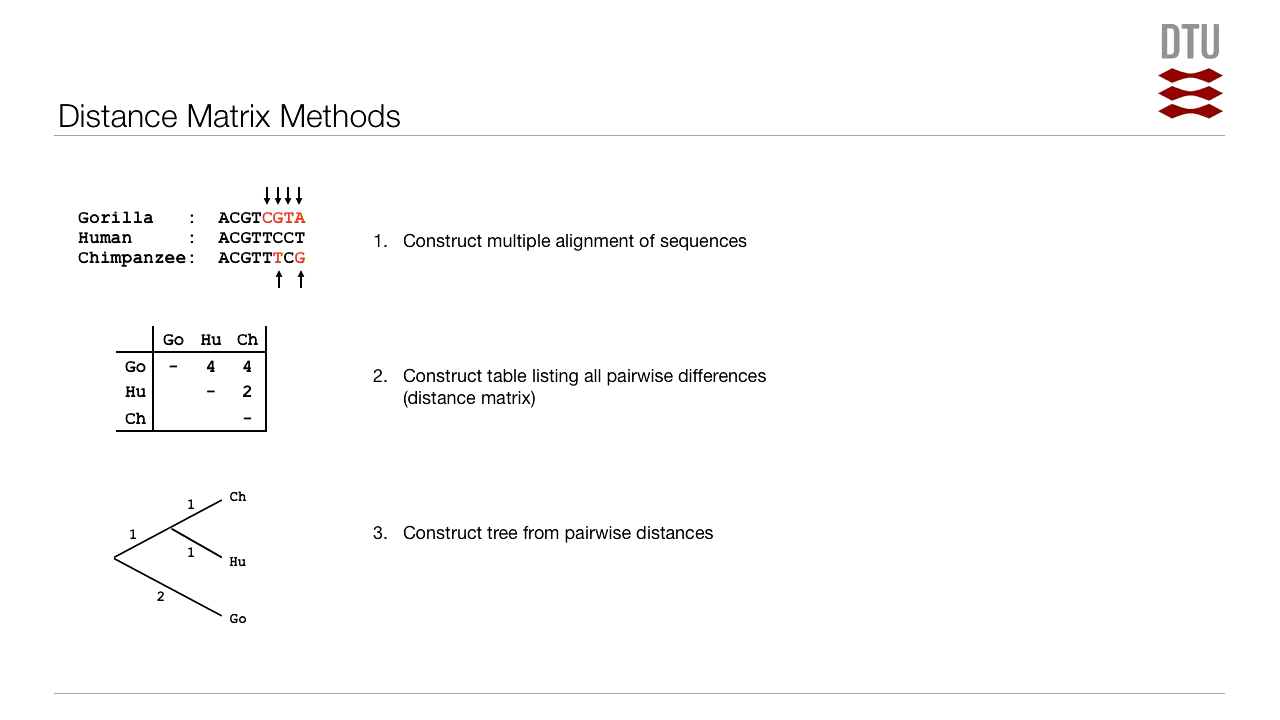 DTU
Distance Matrix Methods
Gorilla : ACGTCGTA
Human : ACGTTCCT
Chimpanzee: ACGTTTCG
1. Construct multiple alignment of sequences
Go Hu Ch
Go - 4 4
Hu - 2
Ch -
2. Construct table listing all pairwise differences
(distance matrix)
1 Ch
1
1 Hu
2
Go
3. Construct tree from pairwise distances